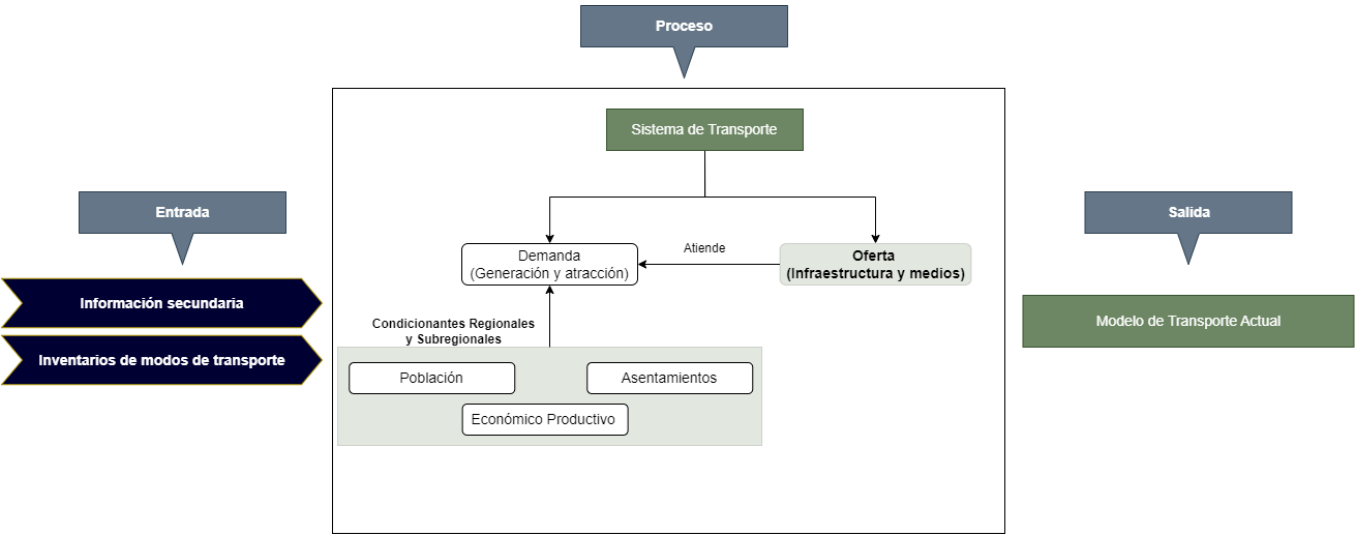 Proceso
Sistema de Transporte
Entrada
Salida
Demanda
(Generación y atracción)
Atiende
Oferta
(Infraestructura y medios)
Información secundaria
Inventarios de modos de transporte
Condicionantes Regionales
y Subregionales
Población
Asentamientos
Económico Productivo
Modelo de Transporte Actual